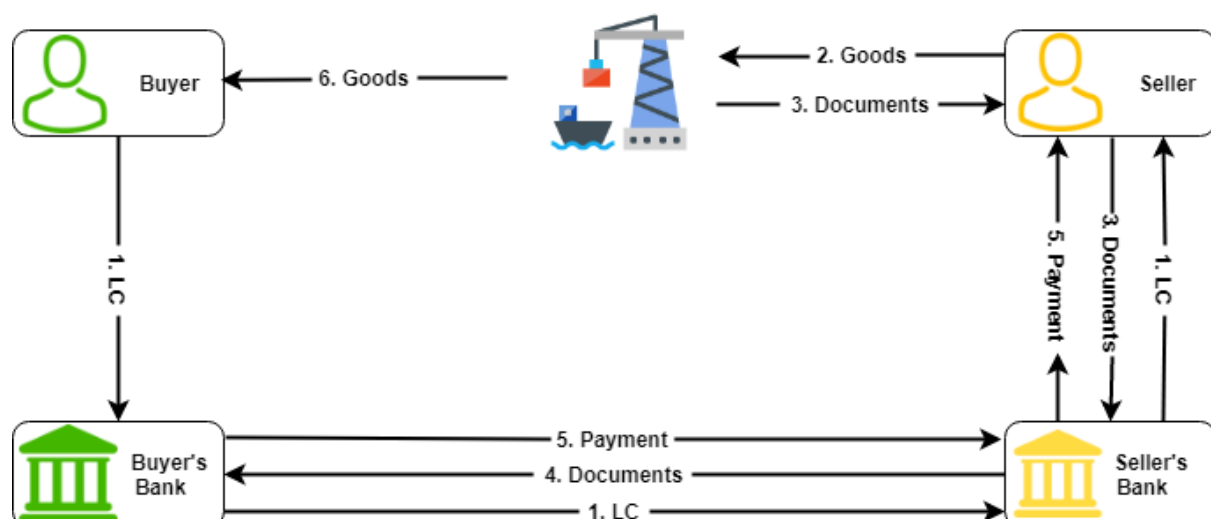 2. Goods
Buyer
6. Goods
Seller
3. Documents
1. LC
5. Payment
3. Documents
1. LC
5. Payment
Buyer's
Bank
4. Documents
Seller's
Bank
1. LC